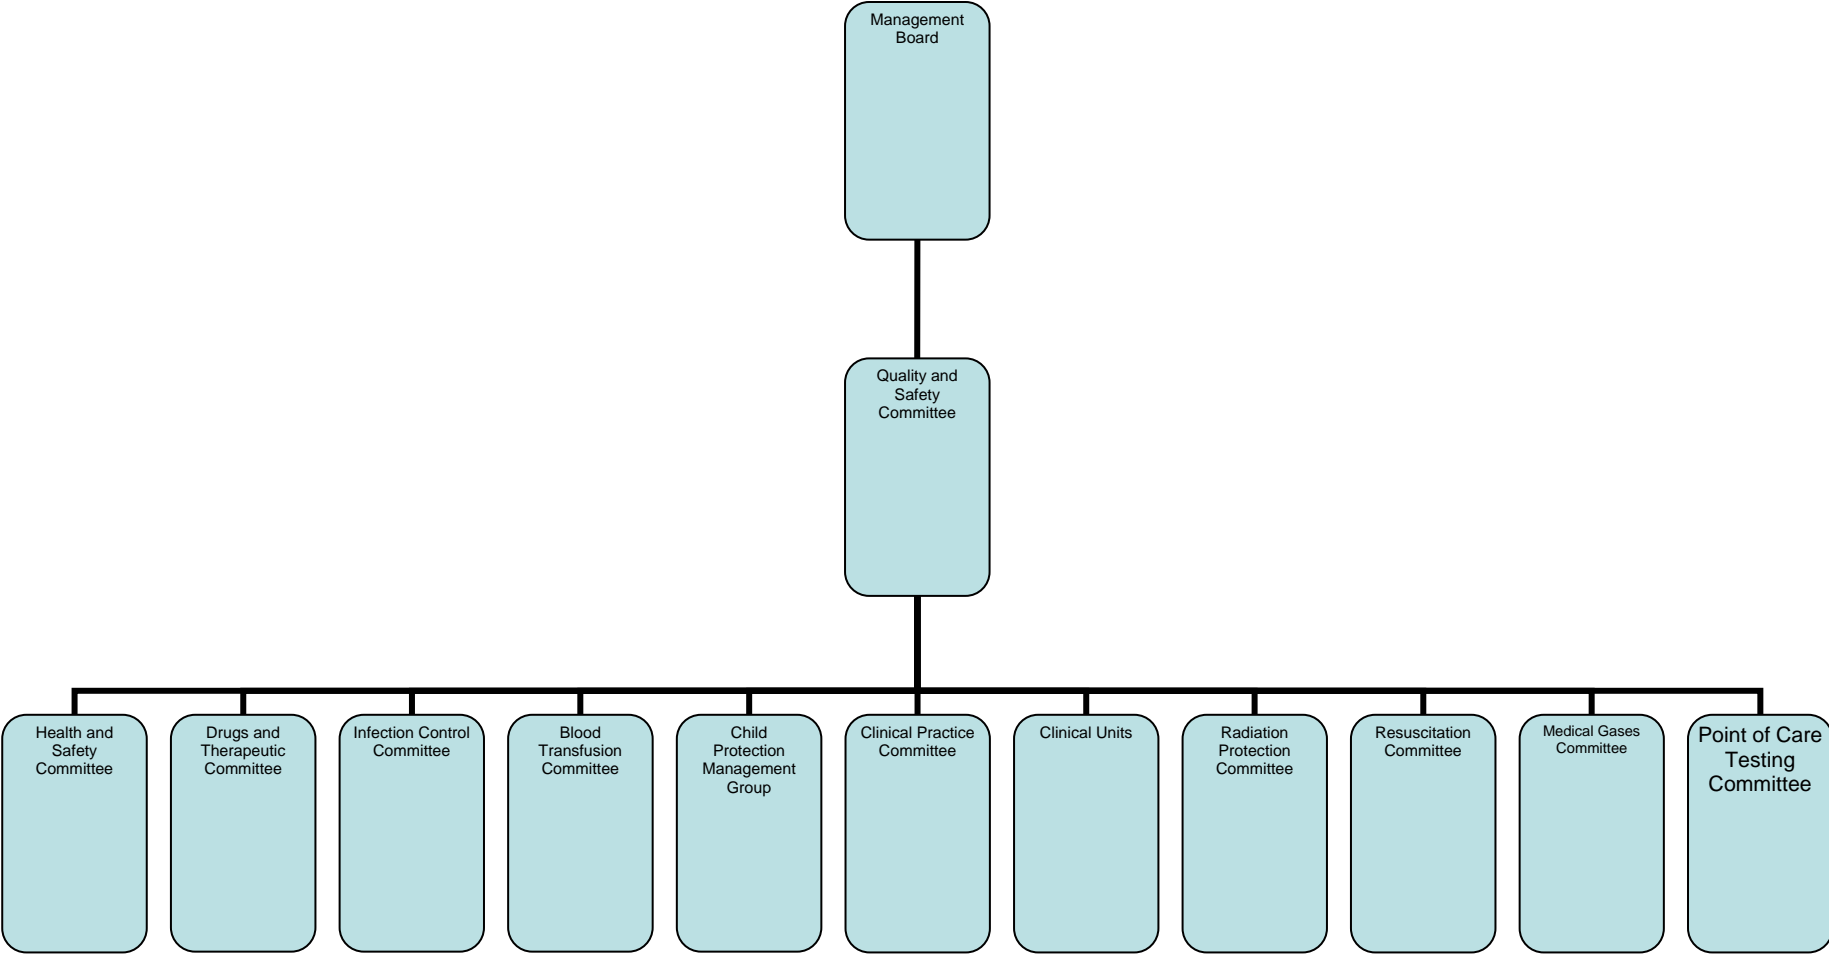 Management
Board
Quality and
Safety
Committee
Health and
Safety
Committee
Drugs and
Therapeutic
Committee
Infection Control
Committee
Blood
Transfusion
Committee
Child
Protection
Management
Group
Clinical Practice
Committee
Clinical Units
Radiation
Protection
Committee
Resuscitation
Committee
Medical Gases
Committee
Point of Care
Testing
Committee